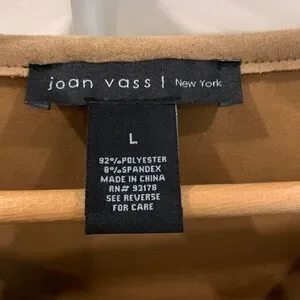 joan vass | New York
L
92%POLYESTER
8%SPANDEX
MADE IN CHINA
RN# 93178
SEE REVERSE
FOR CARE